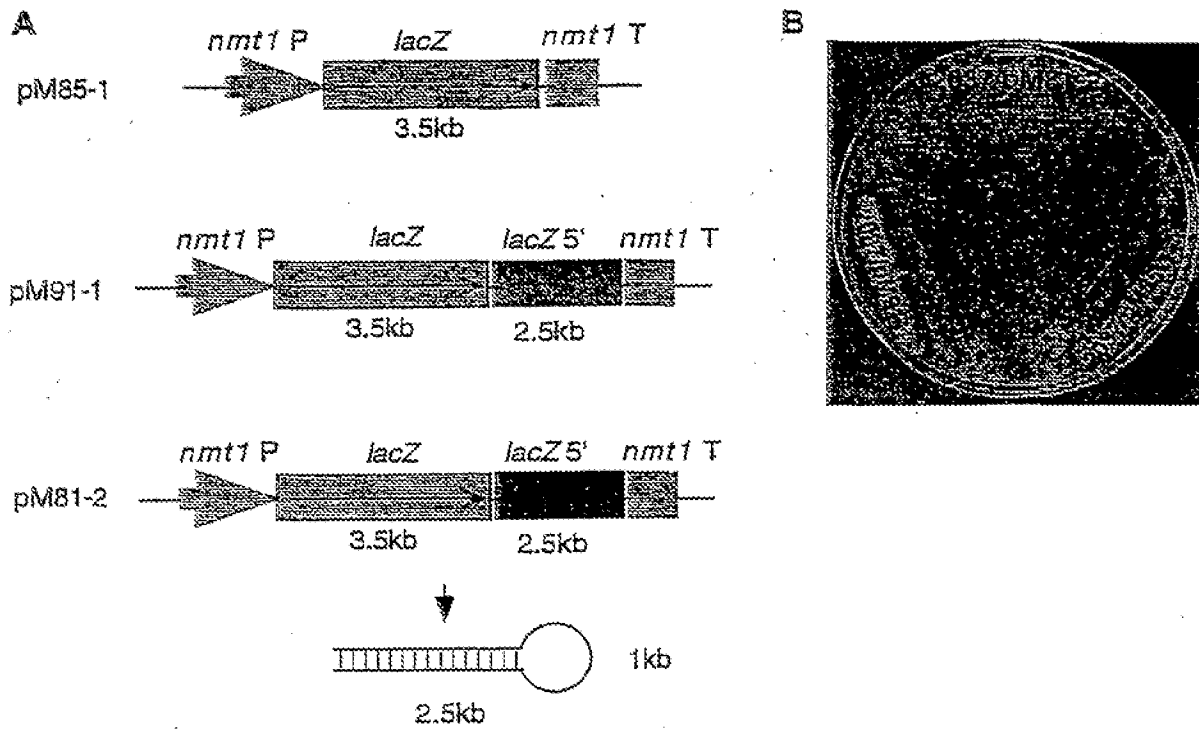 A
B
nmt1 P
lacZ
nmt1 T
pM85-1
3.5kb
nmt1 P
lacZ
lacZ 5'
nmt1 T
pM91-1
3.5kb
2.5kb
nmt1 P
lacZ
lacZ 5'
nmt1 T
pM81-2
3.5kb
2.5kb
1kb
2.5kb